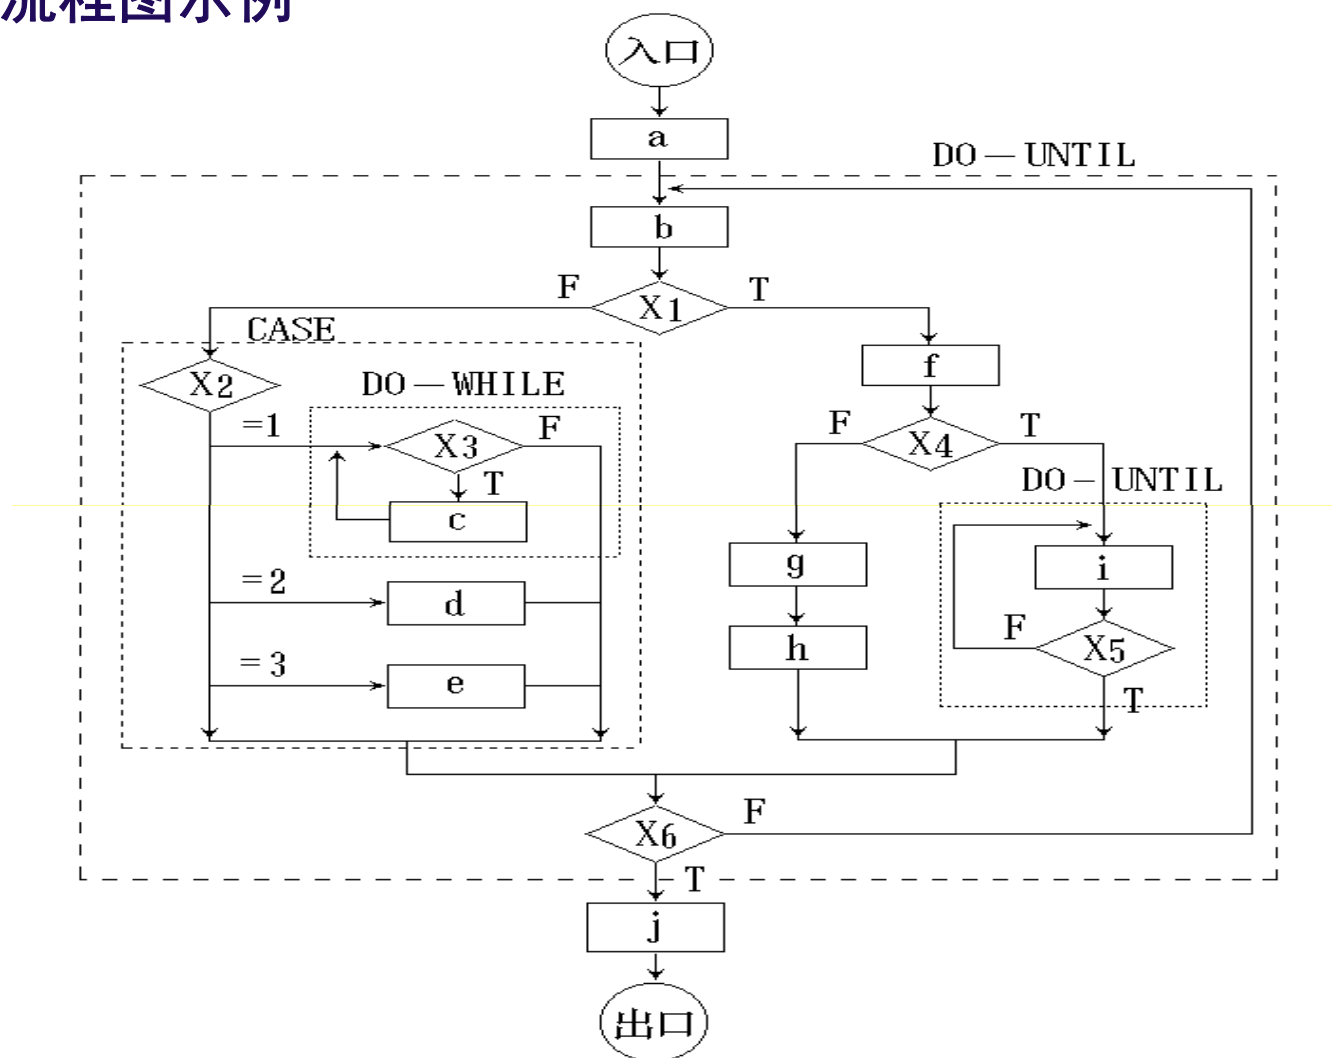 流程图示例
入口
a
DO－UNTIL
b
F
X1
T
CASE
X2
DO－WHILE
f
=1
X3
F
F
X4
T
T
DO－UNTIL
c
g
i
=2
d
F
h
X5
=3
e
T
X6
F
T
j
出口